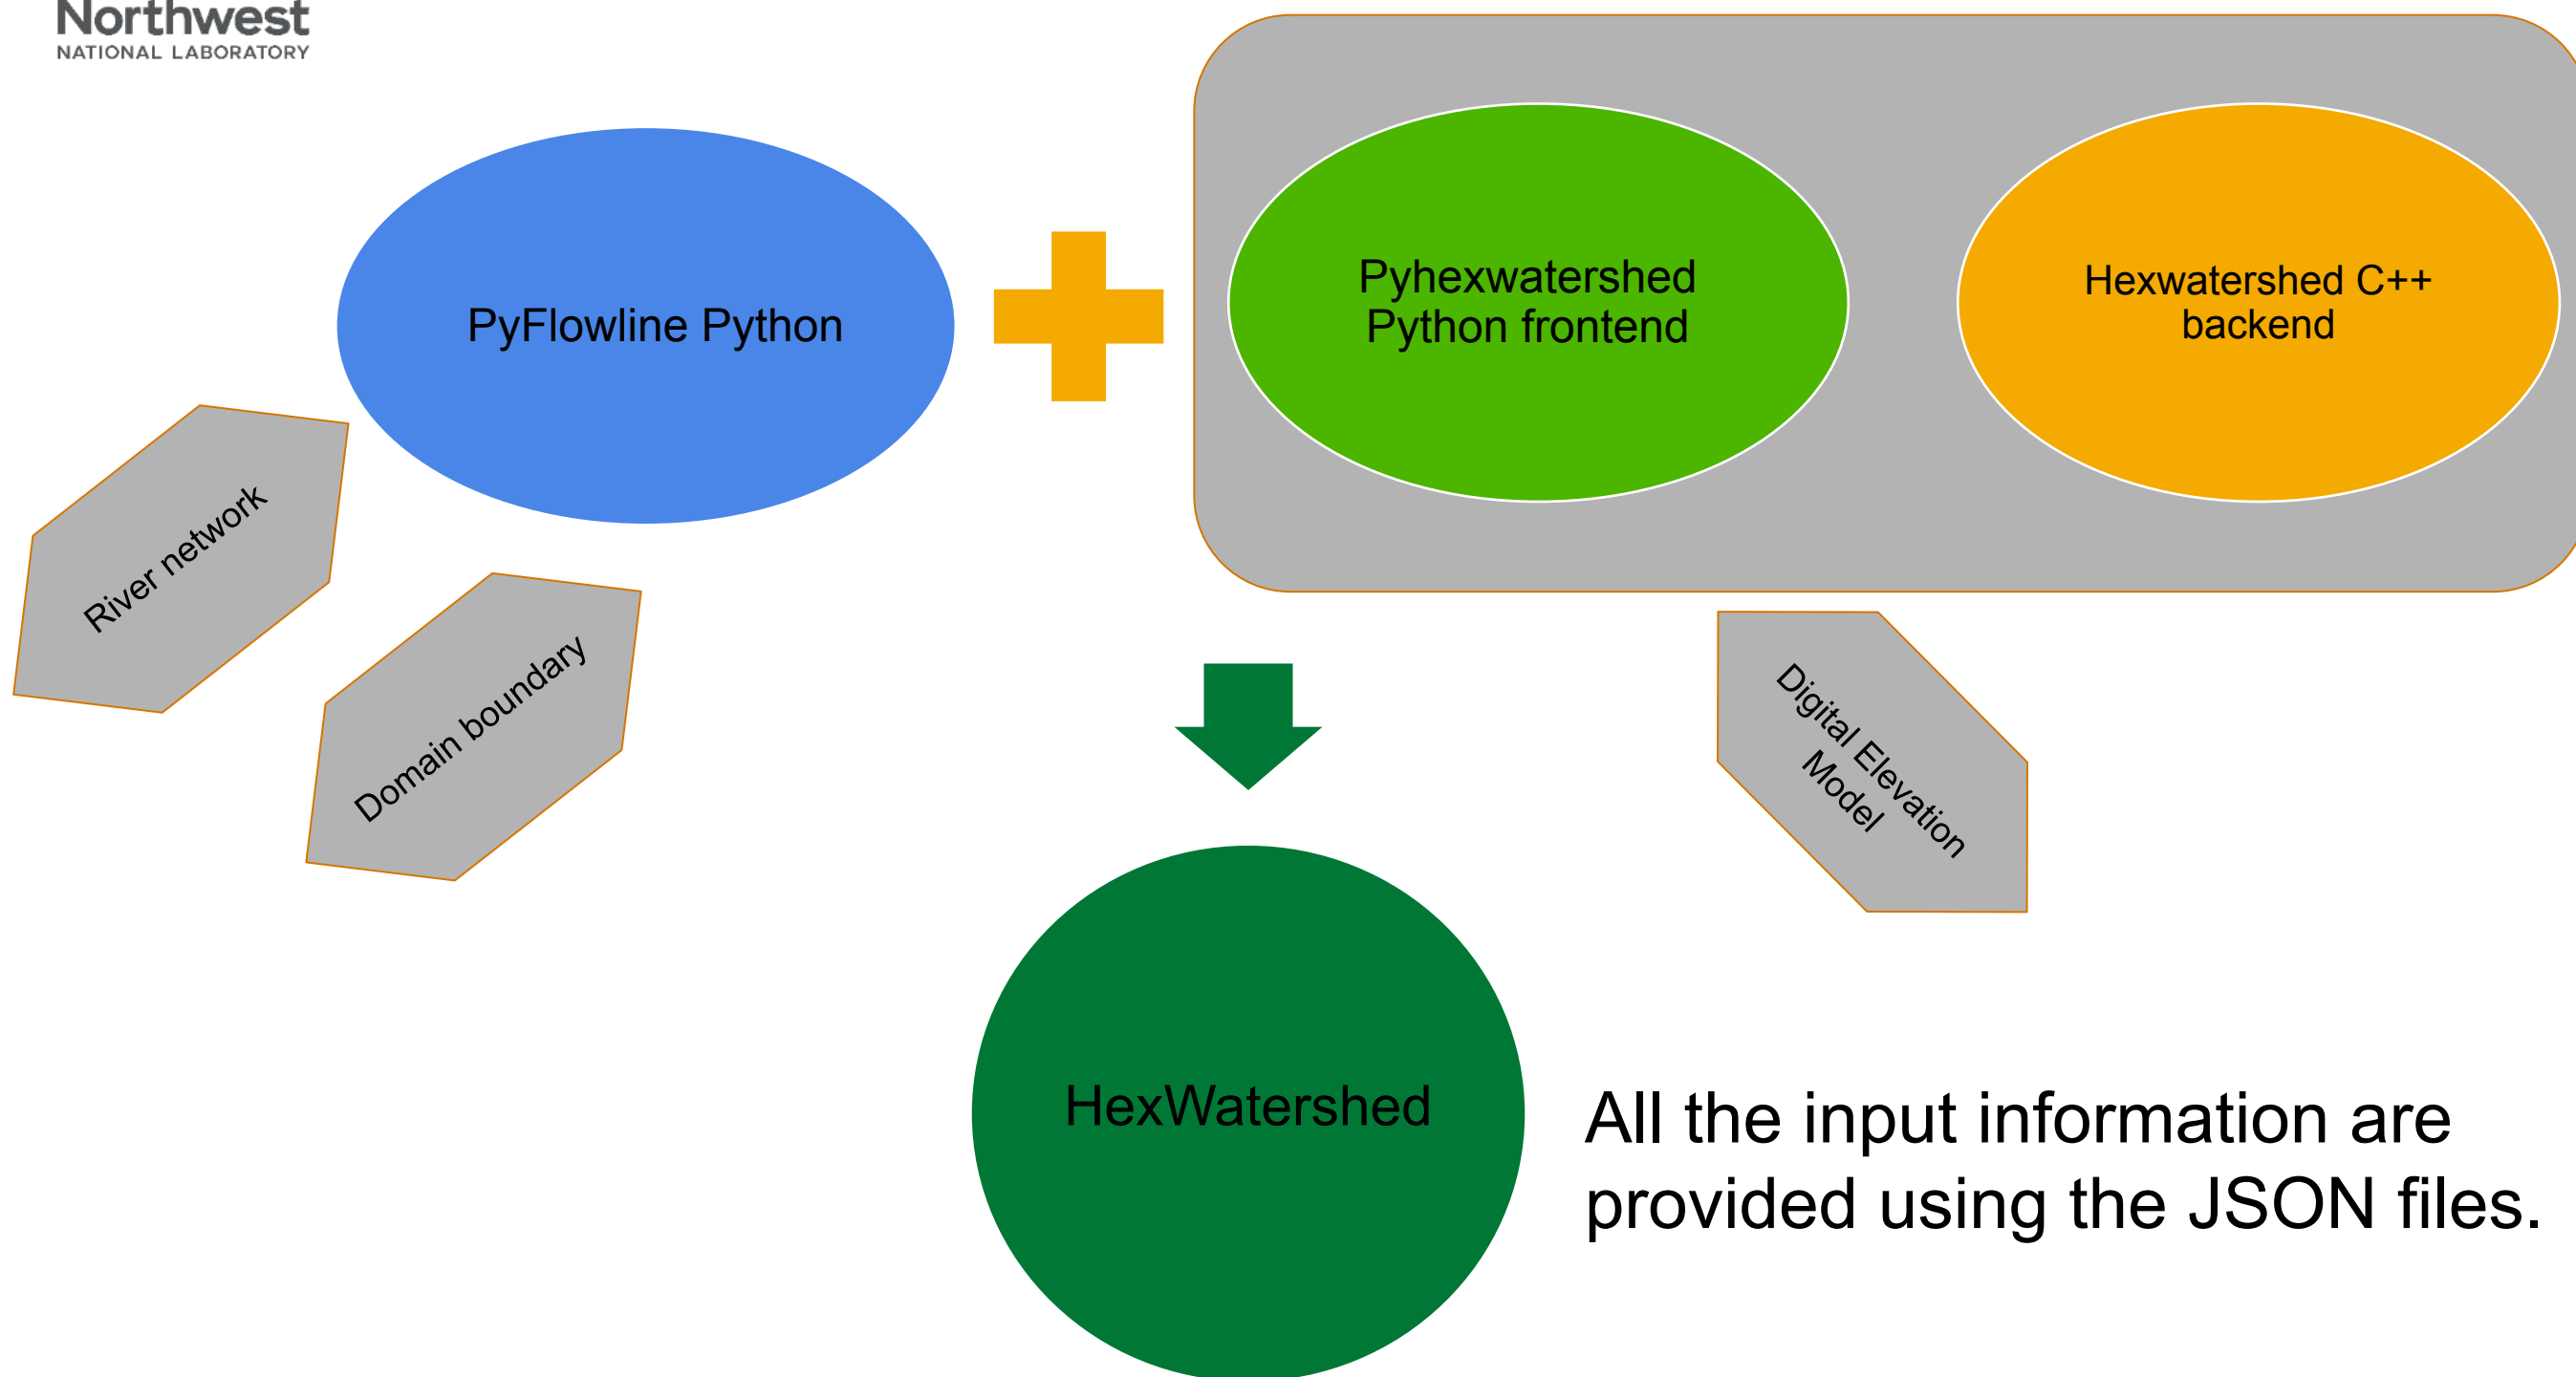 Northwest
NATIONAL LABORATORY
PyFlowline Python
Pyhexwatershed
Python frontend
Hexwatershed C++
backend
River network
Domain boundary
Digital Elevation
Model
HexWatershed
All the input information are
provided using the JSON files.